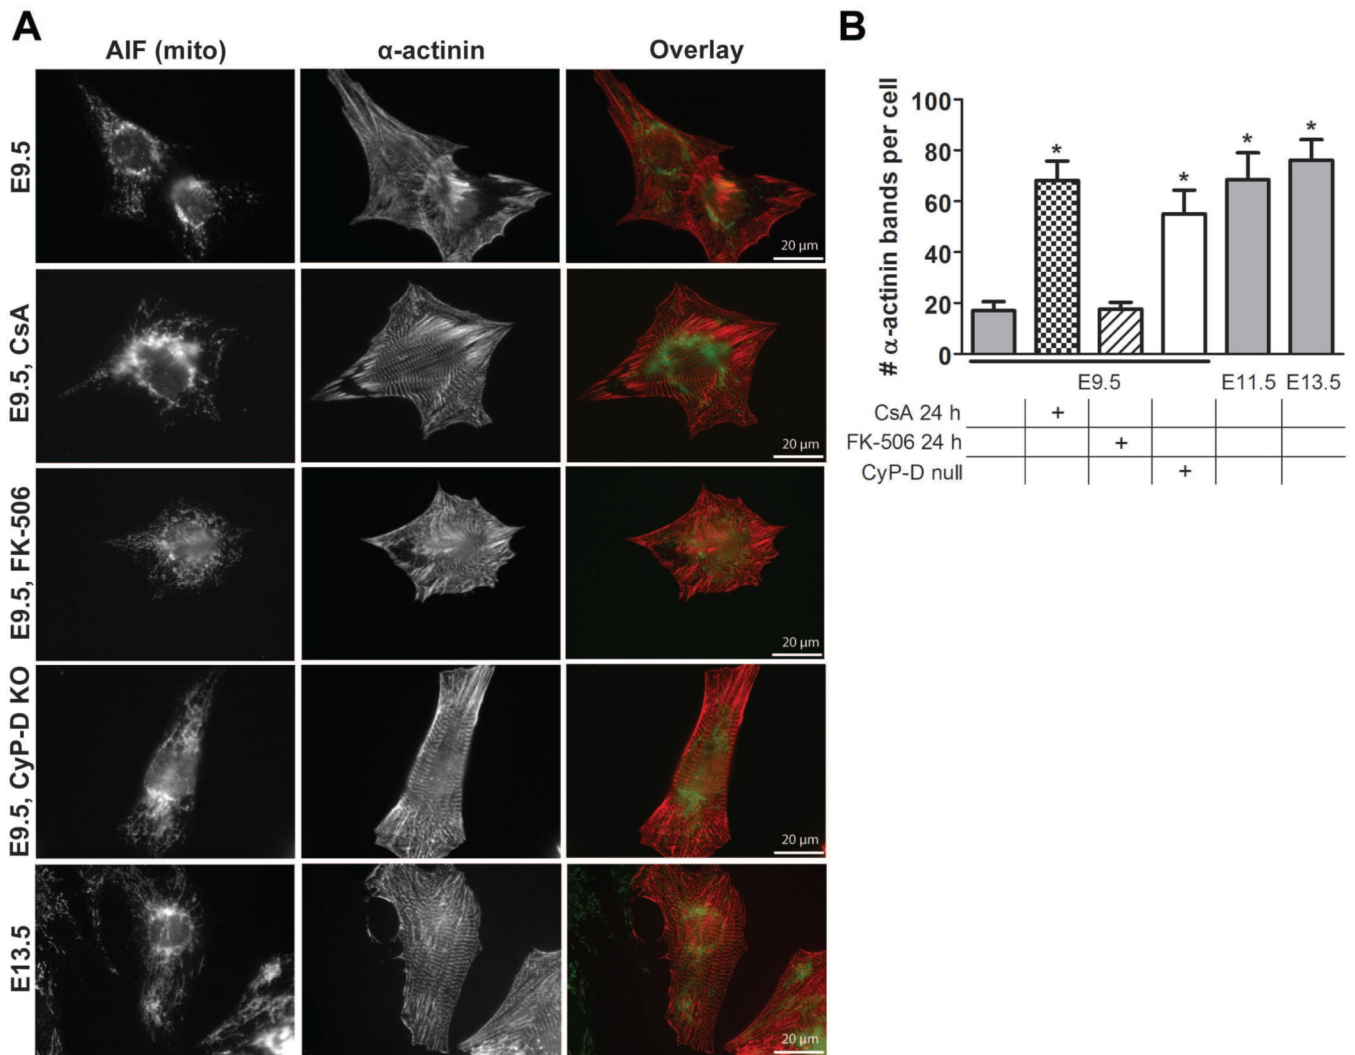 A
AIF (mito)
α-actinin
Overlay
E9.5
20 µm
E9.5, CsA
20 µm
E9.5, FK-506
20 µm
E9.5, CyP-D KO
20 µm
E13.5
20 µm
B
# α-actinin bands per cell
100
80
60
40
20
0
* * * *
E9.5 E11.5 E13.5
CsA 24 h +
FK-506 24 h +
CyP-D null +